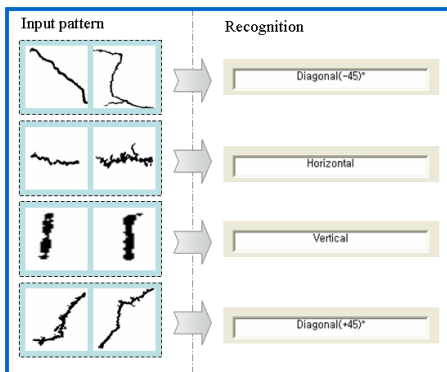 Input pattern
Recognition
Diagonal(-45)°
Horizontal
Vertical
Diagonal(+45)°